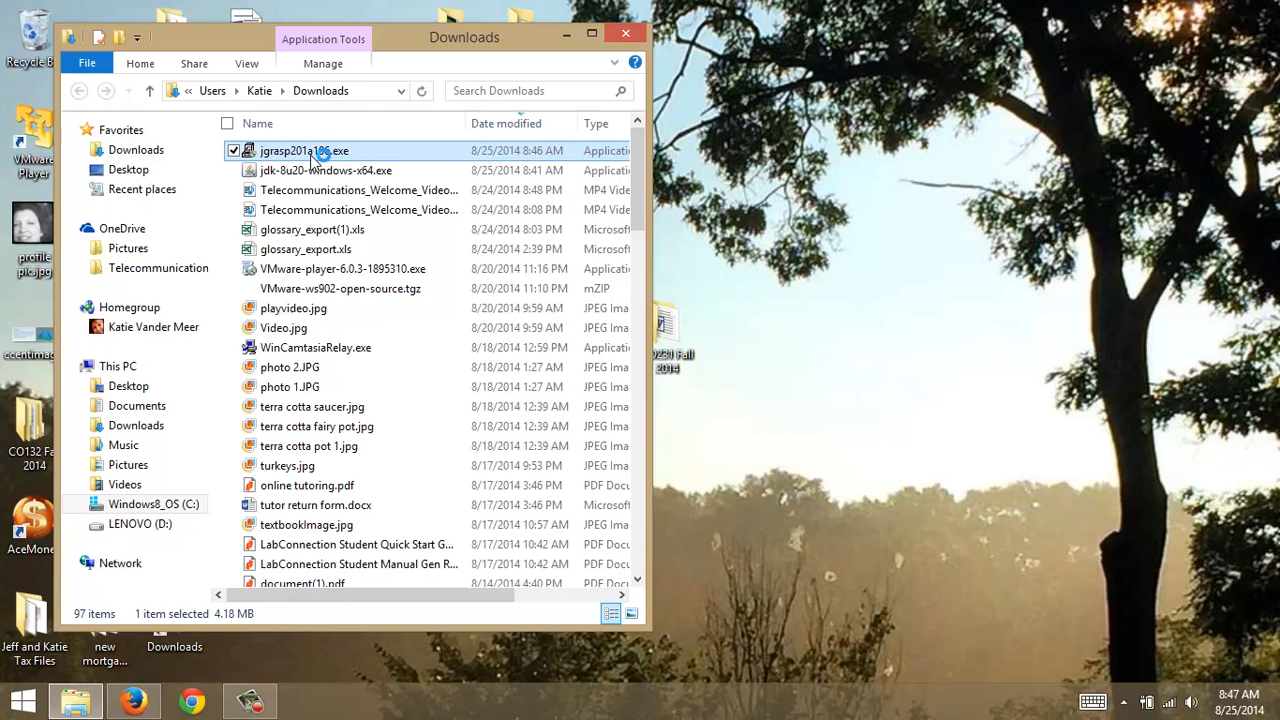 Recycle B
VMware
Player
profile
pic.jpg
ccentimag
CO132 Fa
2014
AceMone
Jeff and Katie
Tax Files
new
mortga...
Downloads
Fall
2014
Application Tools
Downloads
File
Home
Share
View
Manage
« Users
Katie
Downloads
Search Downloads
Favorites
Downloads
Desktop
Recent places
OneDrive
Pictures
Telecommunication
Homegroup
Katie Vander Meer
This PC
Desktop
Documents
Downloads
Music
Pictures
Videos
Windows8_OS (C:)
LENOVO (D:)
Network
Name Date modified Type
.exe 8/25/2014 8:46 AM Applicati
jdk-8u20-windows-x64.exe 8/25/2014 8:41 AM Applicati
Telecommunications_Welcome_Video... 8/24/2014 8:48 PM MP4 Vide
Telecommunications_Welcome_Video... 8/24/2014 8:08 PM MP4 Vide
glossary_export(1).xls 8/24/2014 8:03 PM Microsof
glossary_export.xls 8/24/2014 2:39 PM Microsof
VMware-player-6.0.3-1895310.exe 8/20/2014 11:16 PM Applicati
VMware-ws902-open-source.tgz 8/20/2014 11:10 PM mZIP
playvideo.jpg 8/20/2014 9:59 AM JPEG Ima
Video.jpg 8/20/2014 9:59 AM JPEG Ima
WinCamtasiaRelay.exe 8/18/2014 12:59 PM Applicati
photo 2.JPG 8/18/2014 1:27 AM JPEG Ima
photo 1.JPG 8/18/2014 1:27 AM JPEG Ima
terra cotta saucer.jpg 8/18/2014 12:39 AM JPEG Ima
terra cotta fairy pot.jpg 8/18/2014 12:39 AM JPEG Ima
terra cotta pot 1.jpg 8/18/2014 12:39 AM JPEG Ima
turkeys.jpg 8/17/2014 9:53 PM JPEG Ima
online tutoring.pdf 8/17/2014 3:46 PM PDF Docu
tutor return form.docx 8/17/2014 3:46 PM Microsof
textbookImage.jpg 8/17/2014 10:57 AM JPEG Ima
LabConnection Student Quick Start G... 8/17/2014 10:42 AM PDF Docu
LabConnection Student Manual Gen R... 8/17/2014 10:42 AM PDF Docu
document(1).pdf 8/14/2014 4:40 PM PDF Docu
97 items 1 item selected 4.18 MB
8:47 AM
8/25/2014